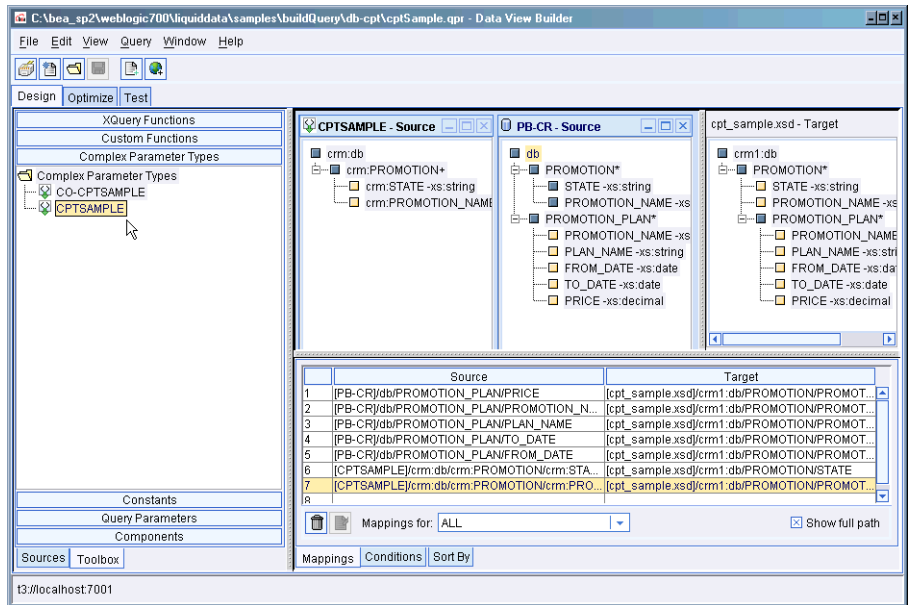 C:\bea_sp2\weblogic700\liquiddata\samples\buildQuery\db-cpt\cptSample.qpr - Data View Builder
File Edit View Query Window Help
Design Optimize Test
XQuery Functions
Custom Functions
Complex Parameter Types
Complex Parameter Types
CO-CPTSAMPLE
CPTSAMPLE
Constants
Query Parameters
Components
Sources Toolbox
CPTSAMPLE - Source
crm:db
crm:PROMOTION+
crm:STATE -xs:string
crm:PROMOTION_NAME
PB-CR - Source
db
PROMOTION*
STATE -xs:string
PROMOTION_NAME -xs
PROMOTION_PLAN*
PROMOTION_NAME -xs
PLAN_NAME -xs:string
FROM_DATE -xs:date
TO_DATE -xs:date
PRICE -xs:decimal
cpt_sample.xsd - Target
crm1:db
PROMOTION*
STATE -xs:string
PROMOTION_NAME -xs
PROMOTION_PLAN*
PROMOTION_NAME
PLAN_NAME -xs:stri
FROM_DATE -xs:da
TO_DATE -xs:date
PRICE -xs:decimal
Source Target
1 [PB-CR]/db/PROMOTION_PLAN/PRICE [cpt_sample.xsd]/crm1:db/PROMOTION/PROMOT...
2 [PB-CR]/db/PROMOTION_PLAN/PROMOTION_N... [cpt_sample.xsd]/crm1:db/PROMOTION/PROMOT...
3 [PB-CR]/db/PROMOTION_PLAN/PLAN_NAME [cpt_sample.xsd]/crm1:db/PROMOTION/PROMOT...
4 [PB-CR]/db/PROMOTION_PLAN/TO_DATE [cpt_sample.xsd]/crm1:db/PROMOTION/PROMOT...
5 [PB-CR]/db/PROMOTION_PLAN/FROM_DATE [cpt_sample.xsd]/crm1:db/PROMOTION/PROMOT...
6 [CPTSAMPLE]/crm:db/crm:PROMOTION/crm:STA... [cpt_sample.xsd]/crm1:db/PROMOTION/STATE
7 [CPTSAMPLE]/crm:db/crm:PROMOTION/crm:PRO... [cpt_sample.xsd]/crm1:db/PROMOTION/PROMOT...
8
Mappings for: ALL Show full path
Mappings Conditions Sort By
t3://localhost:7001